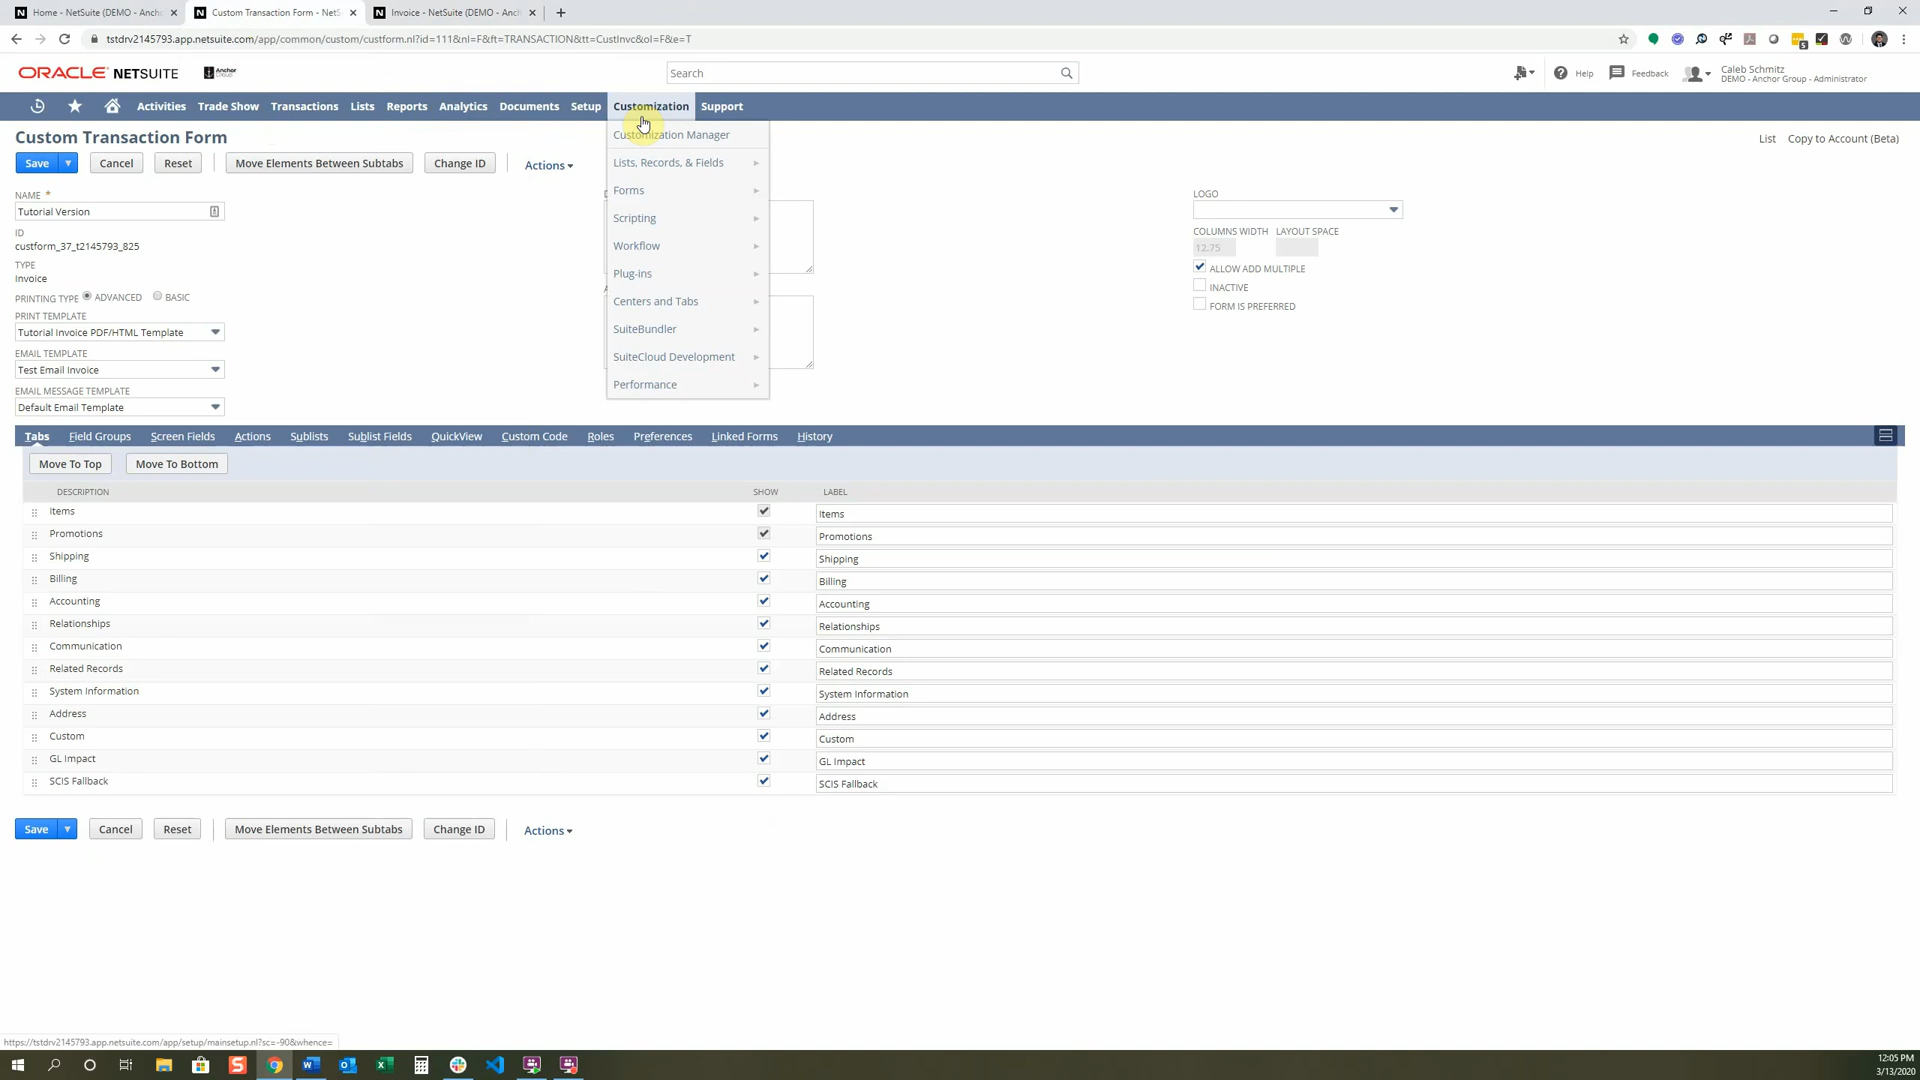 Home - NetSuite (DEMO - Ancho
Custom Transaction Form - NetS
Invoice - NetSuite (DEMO - Anc
tstdrv2145793.app.netsuite.com/app/common/custom/custform.nl?id=111&nl=F&ft=TRANSACTION&tt=CustInvc&ol=F&e=T
ORACLE NETSUITE
Anchor
Search
Help
Feedback
Caleb Schmitz
DEMO - Anchor Group - Administrator
Activities Trade Show Transactions Lists Reports Analytics Documents Setup Customization Support
Custom Transaction Form
List Copy to Account (Beta)
Save Cancel Reset Move Elements Between Subtabs Change ID Actions
Customization Manager
Lists, Records, & Fields
Forms
Scripting
Workflow
Plug-ins
Centers and Tabs
SuiteBundler
SuiteCloud Development
Performance
NAME *
Tutorial Version
ID
custform_37_t2145793_825
TYPE
Invoice
PRINTING TYPE ADVANCED BASIC
PRINT TEMPLATE
Tutorial Invoice PDF/HTML Template
EMAIL TEMPLATE
Test Email Invoice
EMAIL MESSAGE TEMPLATE
Default Email Template
LOGO
COLUMNS WIDTH LAYOUT SPACE
12.75
ALLOW ADD MULTIPLE
INACTIVE
FORM IS PREFERRED
Tabs Field Groups Screen Fields Actions Sublists Sublist Fields QuickView Custom Code Roles Preferences Linked Forms History
Move To Top Move To Bottom
DESCRIPTION SHOW LABEL
Items Items
Promotions Promotions
Shipping Shipping
Billing Billing
Accounting Accounting
Relationships Relationships
Communication Communication
Related Records Related Records
System Information System Information
Address Address
Custom Custom
GL Impact GL Impact
SCIS Fallback SCIS Fallback
Save Cancel Reset Move Elements Between Subtabs Change ID Actions
https://tstdrv2145793.app.netsuite.com/app/setup/mainsetup.nl?sc=-90&whence=
12:05 PM
3/13/2020